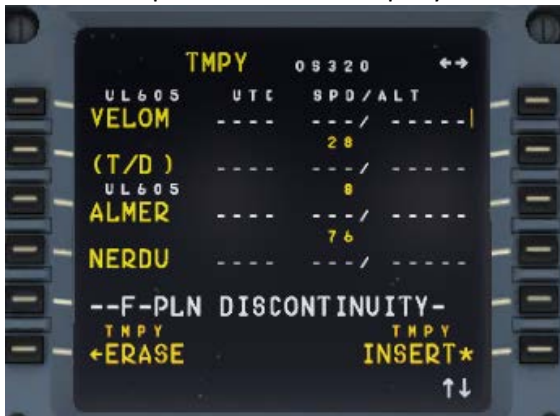 TMPY OS320 ↔
UL605 UTC SPD/ALT
VELOM ---- ---/ -----
28
(T/D) ---- ---/ -----
UL605 8
ALMER ---- ---/ -----
76
NERDU ---- ---/ -----
--F-PLN DISCONTINUITY-
TMPY TMPY
←ERASE INSERT*
↑↓